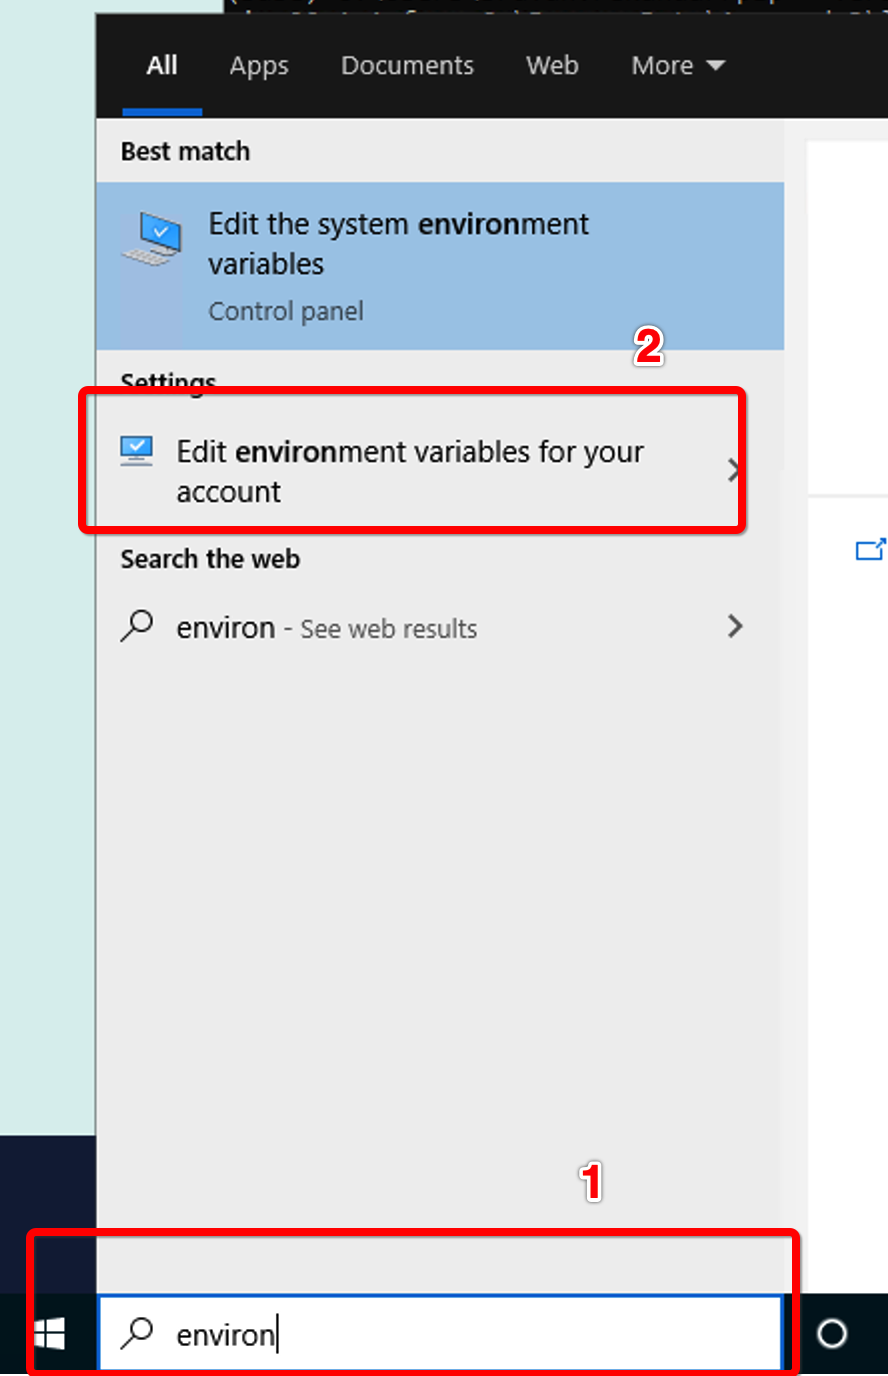 All Apps Documents Web More
Best match
Edit the system environment
variables
Control panel
2
Settings
Edit environment variables for your
account
Search the web
environ - See web results
1
environ